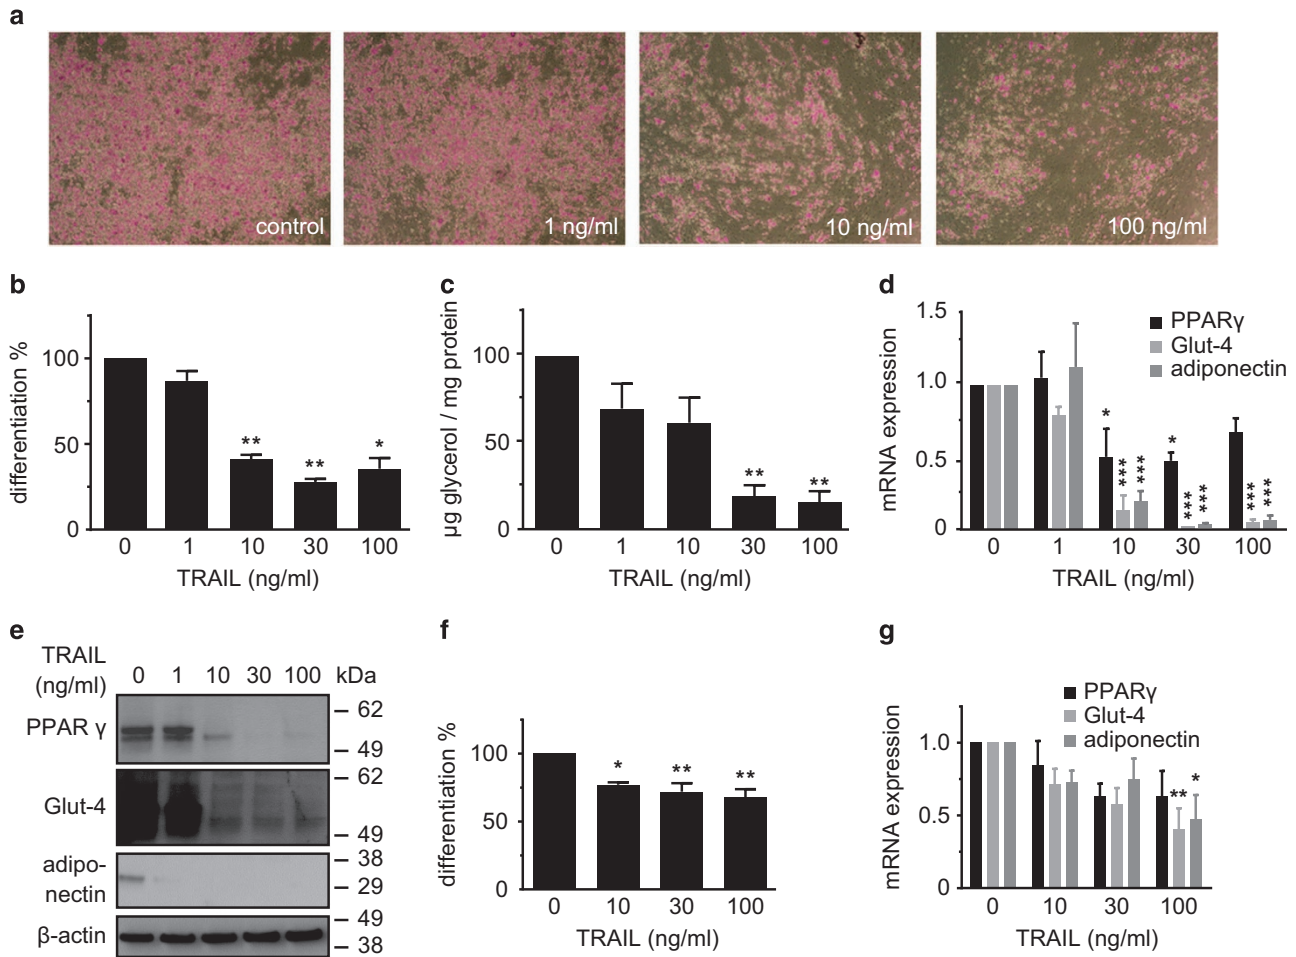 a
control
1 ng/ml
10 ng/ml
100 ng/ml
b
differentiation %
100
50
0
** ** *
0 1 10 30 100
TRAIL (ng/ml)
c
µg glycerol / mg protein
100
50
0
** **
0 1 10 30 100
TRAIL (ng/ml)
d
mRNA expression
1.5
1.0
0.5
0
PPARγ
Glut-4
adiponectin
* *** *** * *** *** *** ***
0 1 10 30 100
TRAIL (ng/ml)
e
TRAIL
(ng/ml)
0 1 10 30 100 kDa
PPAR γ
62
49
Glut-4
62
49
adipo-
nectin
38
29
β-actin
49
38
f
differentiation %
100
50
0
* ** **
0 10 30 100
TRAIL (ng/ml)
g
mRNA expression
1.0
0.5
0
PPARγ
Glut-4
adiponectin
** *
0 10 30 100
TRAIL (ng/ml)